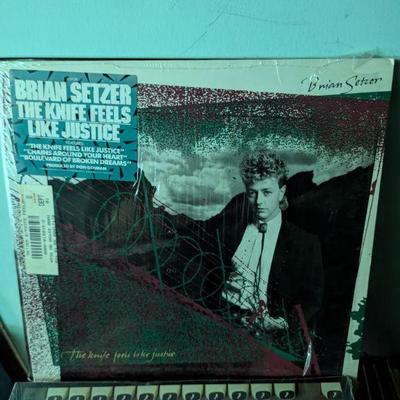 Brian Setzer
BRIAN SETZER
THE KNIFE FEELS
LIKE JUSTICE
"THE KNIFE FEELS LIKE JUSTICE"
"CHAINS AROUND YOUR HEART"
"BOULEVARD OF BROKEN DREAMS"
PRODUCED BY DON GEHMAN
The knife feels like justice